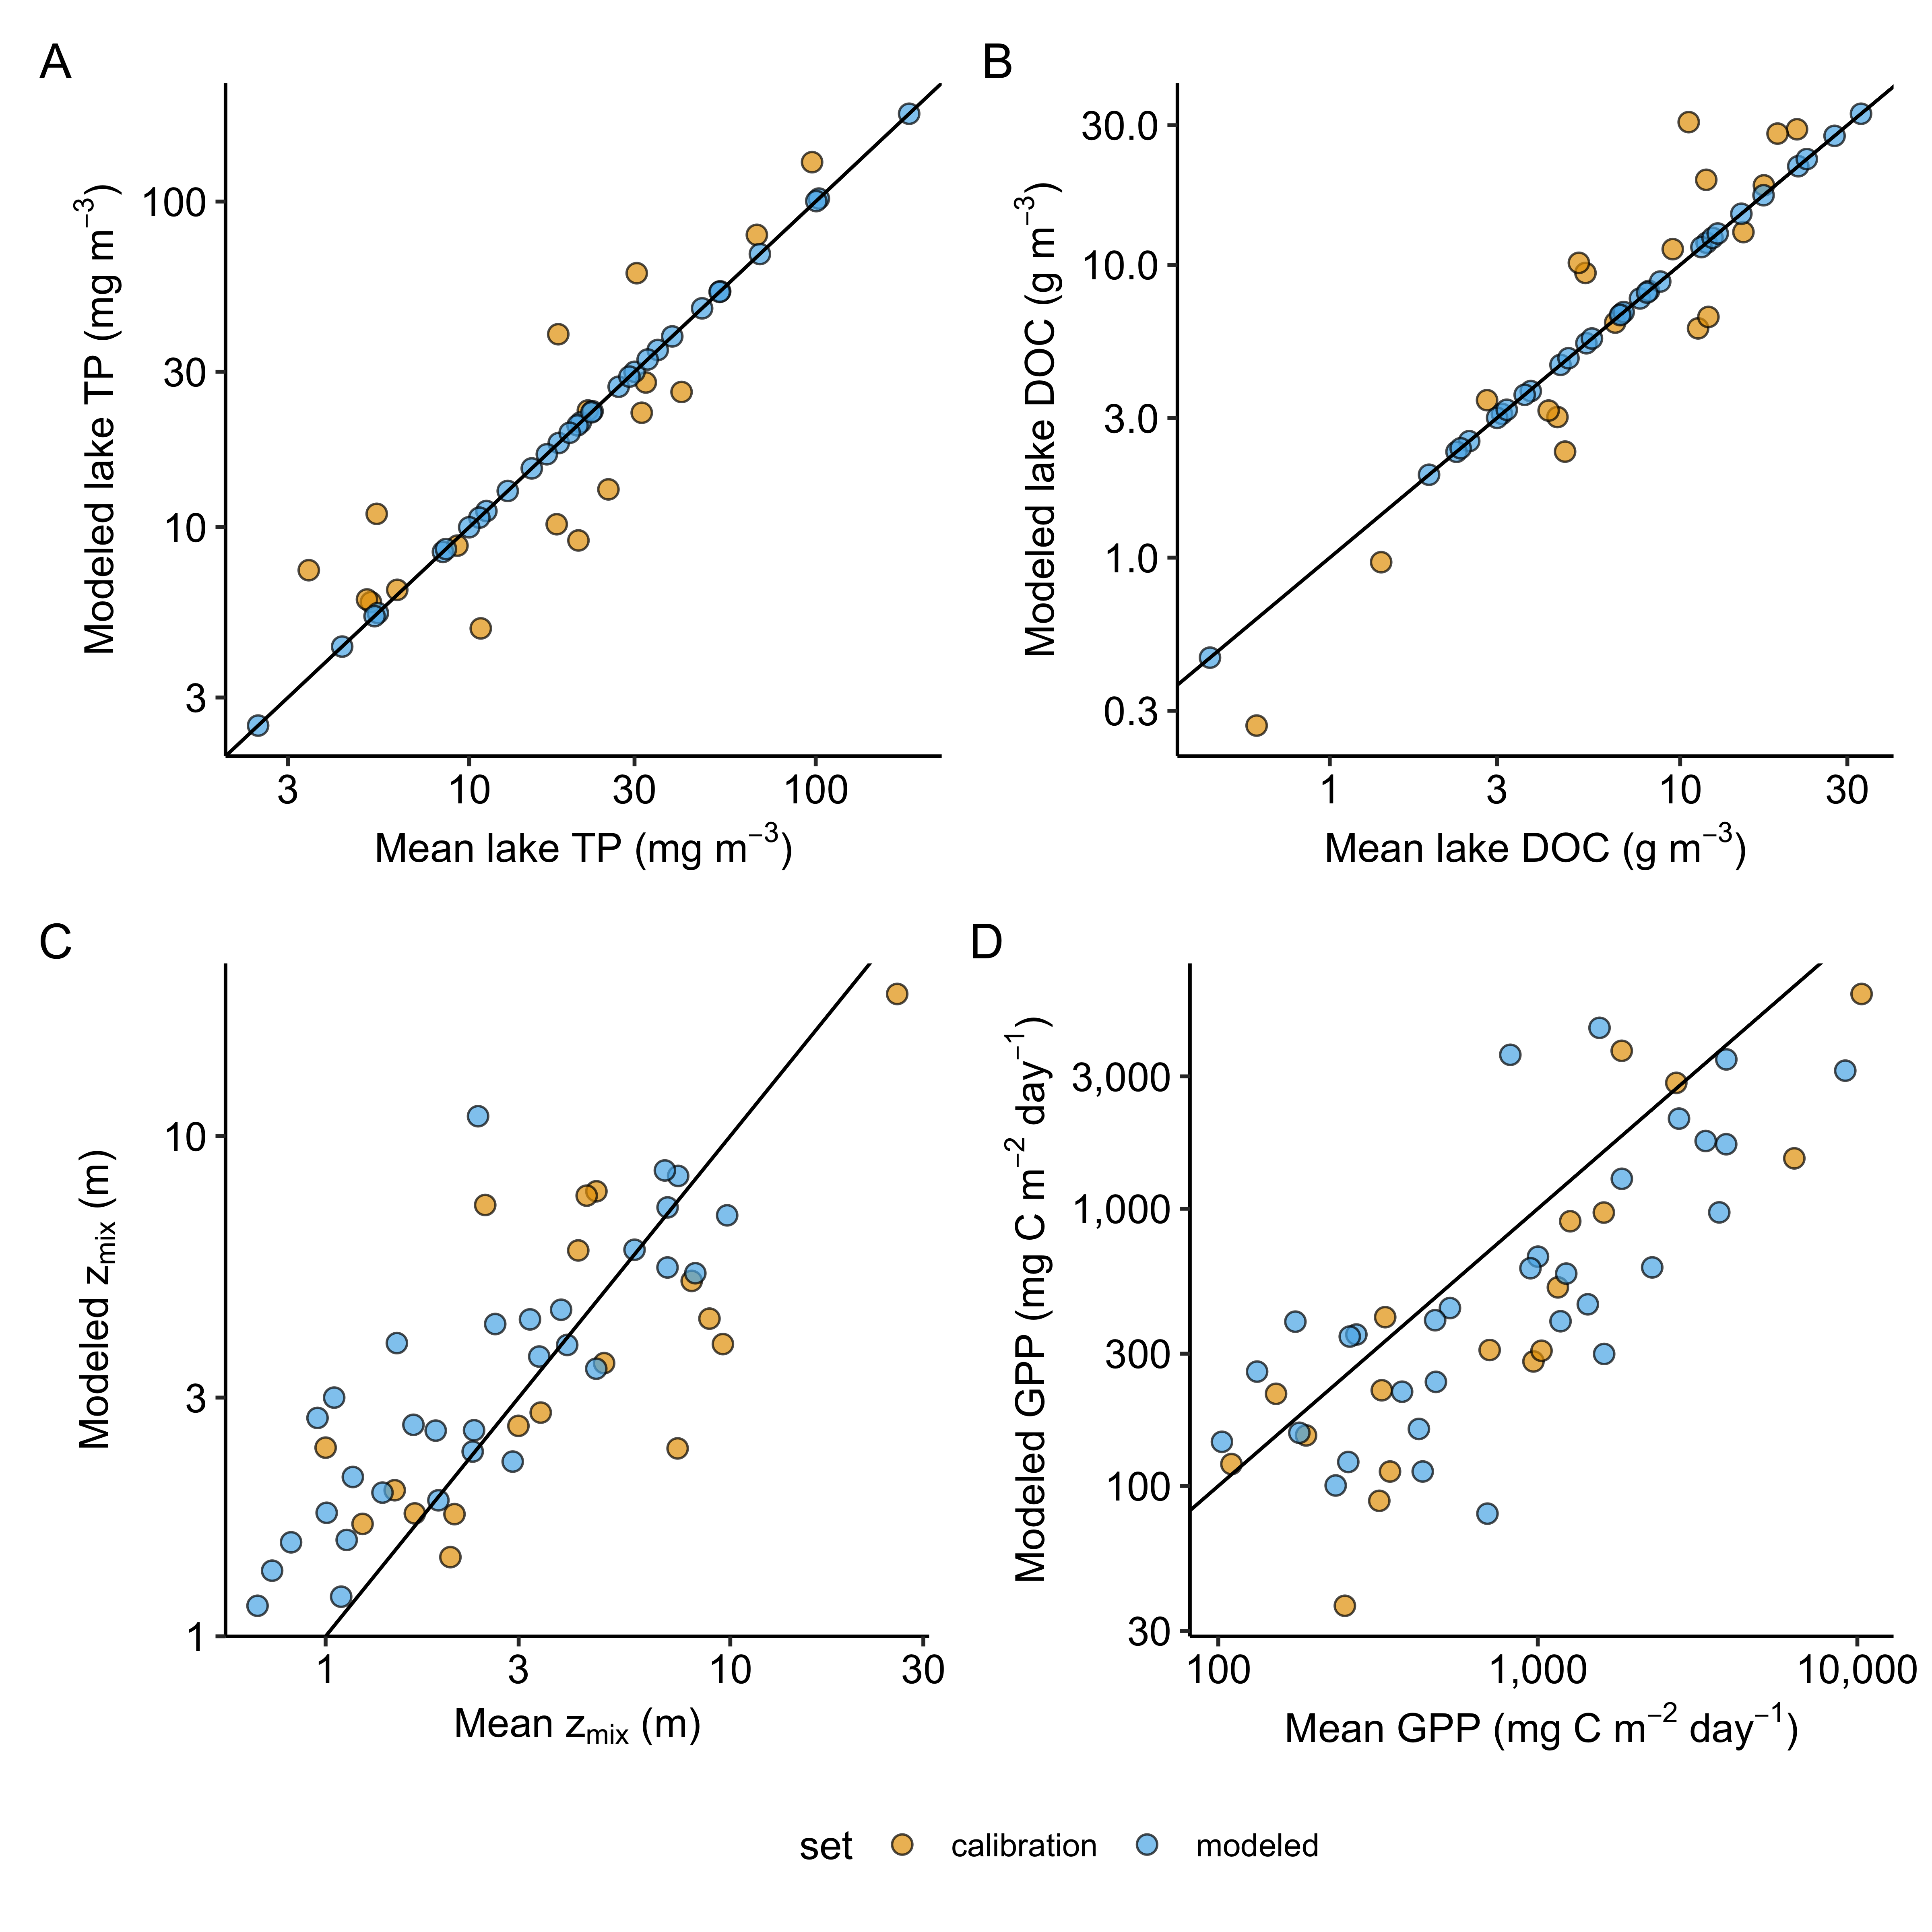 A
Modeled lake TP (mg m⁻³)
100
30
10
3
3 10 30 100
Mean lake TP (mg m⁻³)
B
Modeled lake DOC (g m⁻³)
30.0
10.0
3.0
1.0
0.3
1 3 10 30
Mean lake DOC (g m⁻³)
C
Modeled zmix (m)
10
3
1
1 3 10 30
Mean zmix (m)
D
Modeled GPP (mg C m⁻² day⁻¹)
3,000
1,000
300
100
30
100 1,000 10,000
Mean GPP (mg C m⁻² day⁻¹)
set calibration modeled